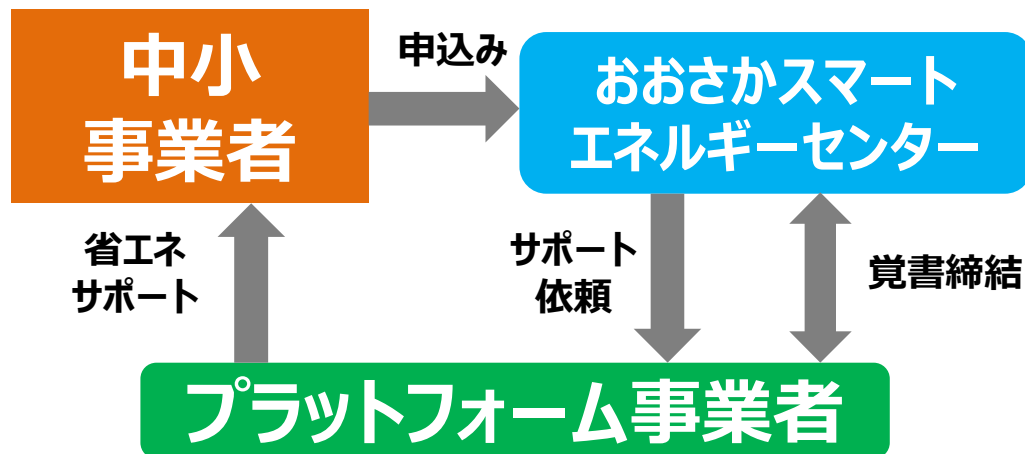 中小
事業者
申込み
おおさかスマート
エネルギーセンター
省エネ
サポート
サポート
依頼
覚書締結
プラットフォーム事業者